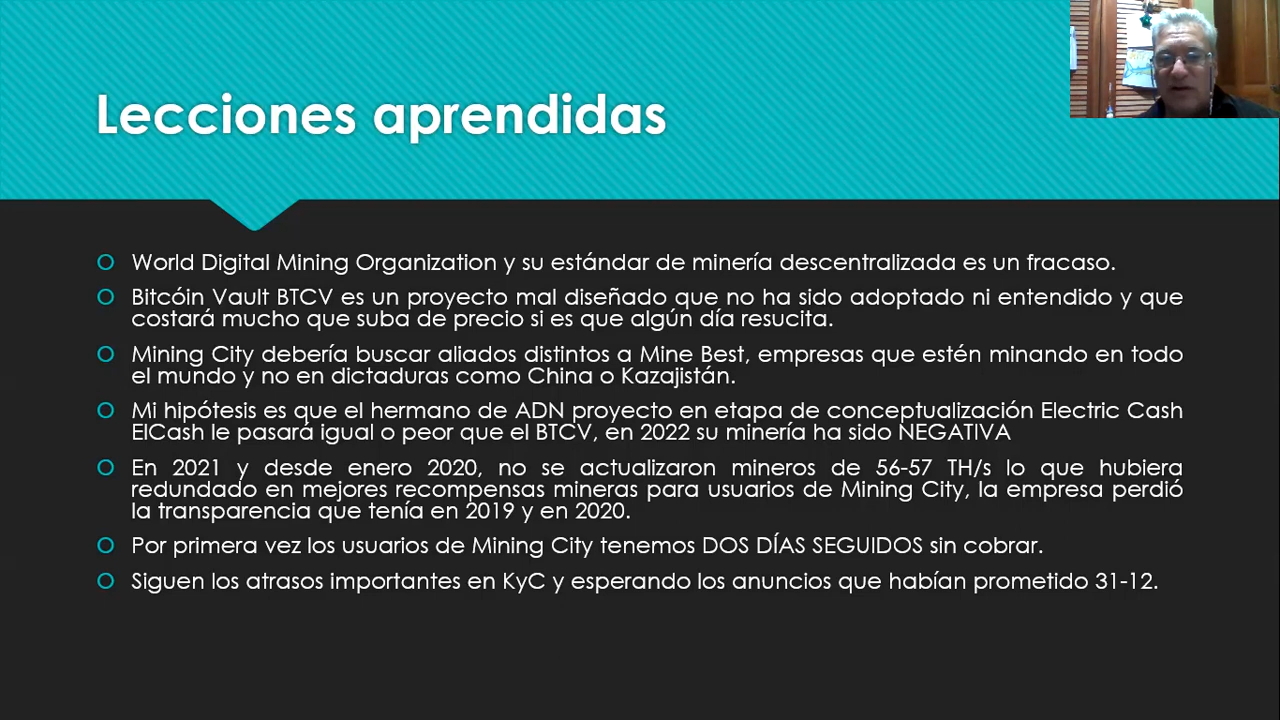 Lecciones aprendidas
World Digital Mining Organization y su estándar de minería descentralizada es un fracaso.
Bitcóin Vault BTCV es un proyecto mal diseñado que no ha sido adoptado ni entendido y que
costará mucho que suba de precio si es que algún día resucita.
Mining City debería buscar aliados distintos a Mine Best, empresas que estén minando en todo
el mundo y no en dictaduras como China o Kazajistán.
Mi hipótesis es que el hermano de ADN proyecto en etapa de conceptualización Electric Cash
ElCash le pasará igual o peor que el BTCV, en 2022 su minería ha sido NEGATIVA
En 2021 y desde enero 2020, no se actualizaron mineros de 56-57 TH/s lo que hubiera
redundado en mejores recompensas mineras para usuarios de Mining City, la empresa perdió
la transparencia que tenía en 2019 y en 2020.
Por primera vez los usuarios de Mining City tenemos DOS DÍAS SEGUIDOS sin cobrar.
Siguen los atrasos importantes en KyC y esperando los anuncios que habían prometido 31-12.